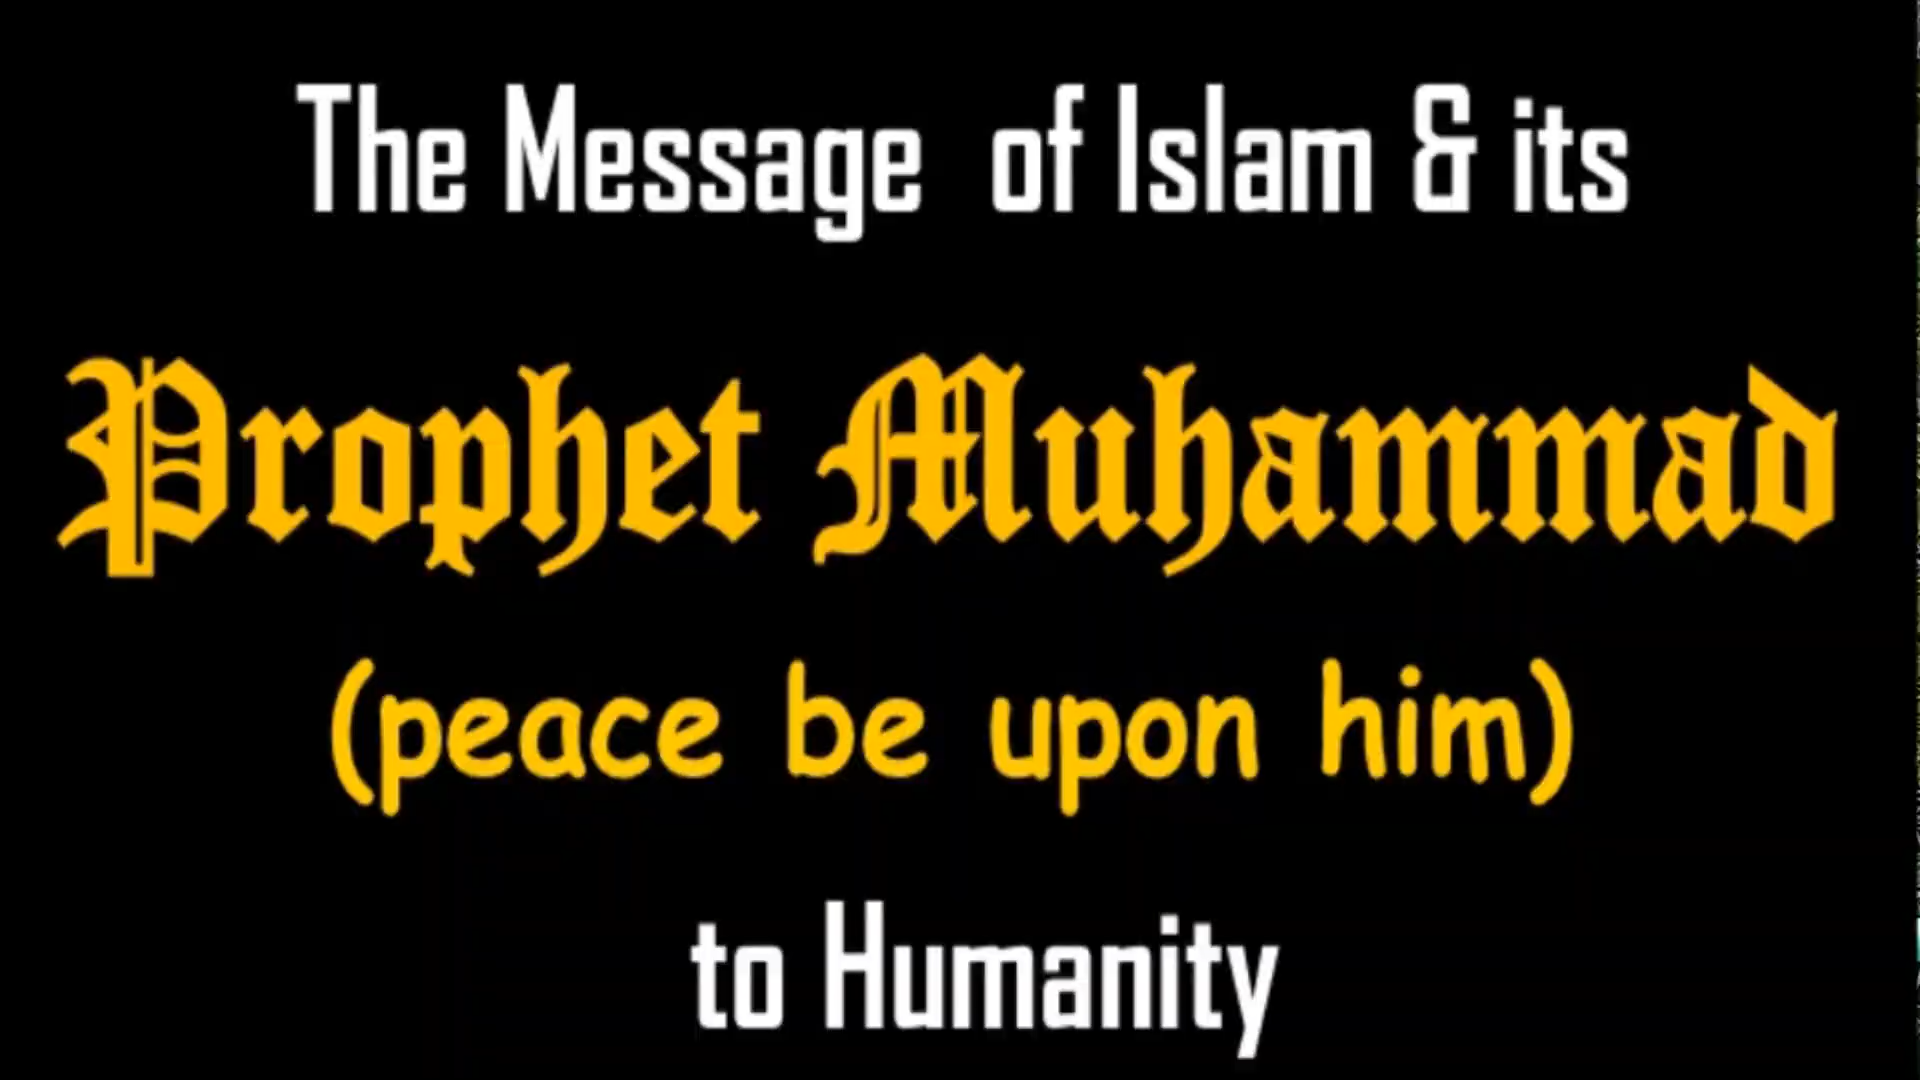 The Message of Islam & its
Prophet Muhammad
(peace be upon him)
to Humanity